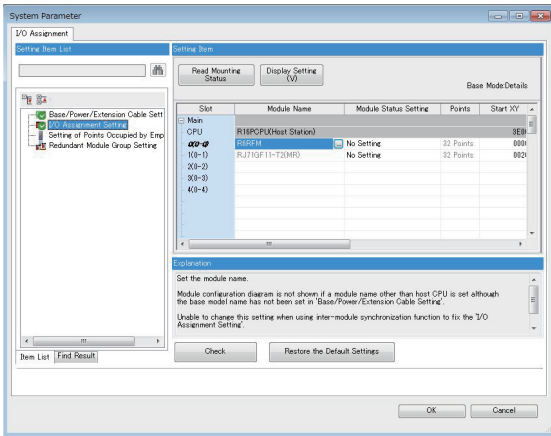 System Parameter
I/O Assignment
Setting Item List
Setting Item
Read Mounting Status
Display Setting (V)
Base Mode:Details
Base/Power/Extension Cable Sett
I/O Assignment Setting
Setting of Points Occupied by Emp
Redundant Module Group Setting
Slot Module Name Module Status Setting Points Start XY
Main
CPU R16PCPU(Host Station) 3E0
0(0-0) R6RFM ... No Setting 32 Points 000
1(0-1) RJ71GF11-T2(MR) No Setting 32 Points 002
2(0-2)
3(0-3)
4(0-4)
Explanation
Set the module name.
Module configuration diagram is not shown if a module name other than host CPU is set although
the base model name has not been set in 'Base/Power/Extension Cable Setting'.
Unable to change this setting when using inter-module synchronization function to fix the 'I/O
Assignment Setting'.
Item List Find Result
Check Restore the Default Settings
OK Cancel